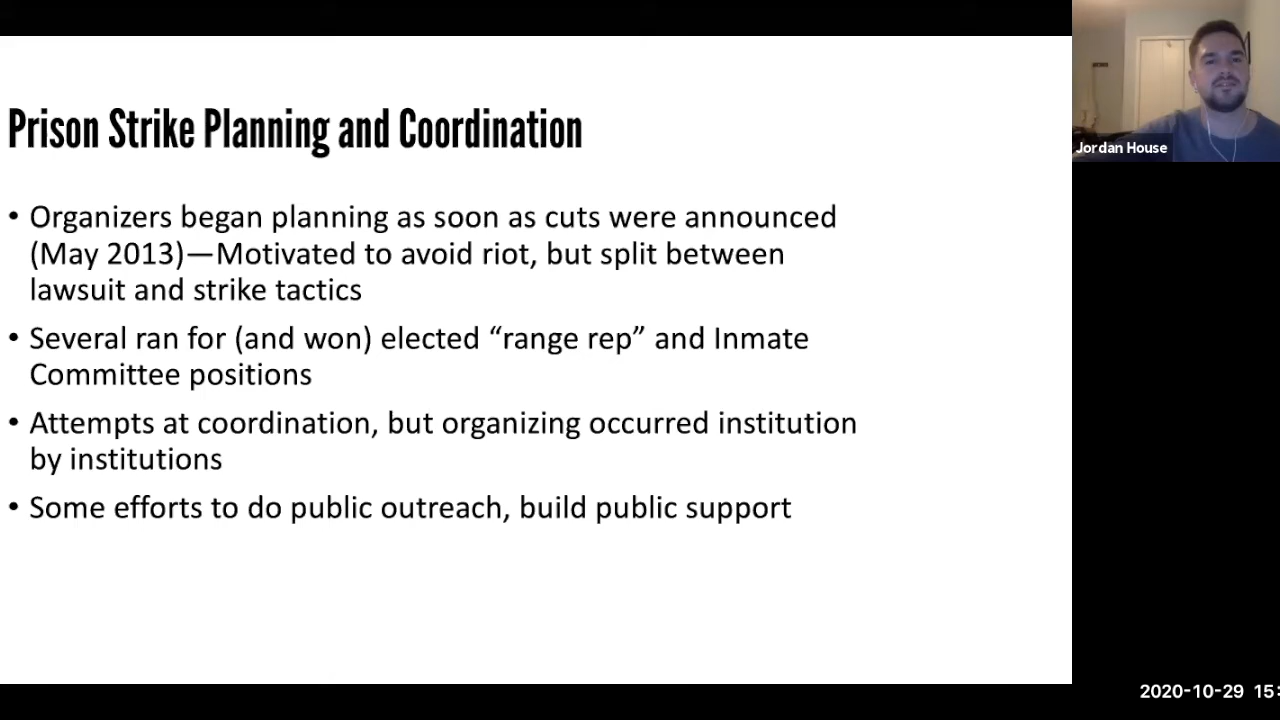 Prison Strike Planning and Coordination
• Organizers began planning as soon as cuts were announced
(May 2013)—Motivated to avoid riot, but split between
lawsuit and strike tactics
• Several ran for (and won) elected “range rep” and Inmate
Committee positions
• Attempts at coordination, but organizing occurred institution
by institutions
• Some efforts to do public outreach, build public support
Jordan House
2020-10-29 15: